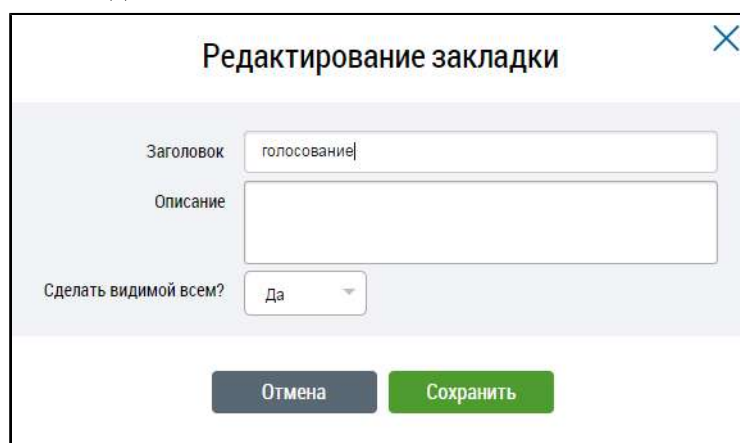 Редактирование закладки
Заголовок голосование
Описание
Сделать видимой всем? Да
Отмена Сохранить